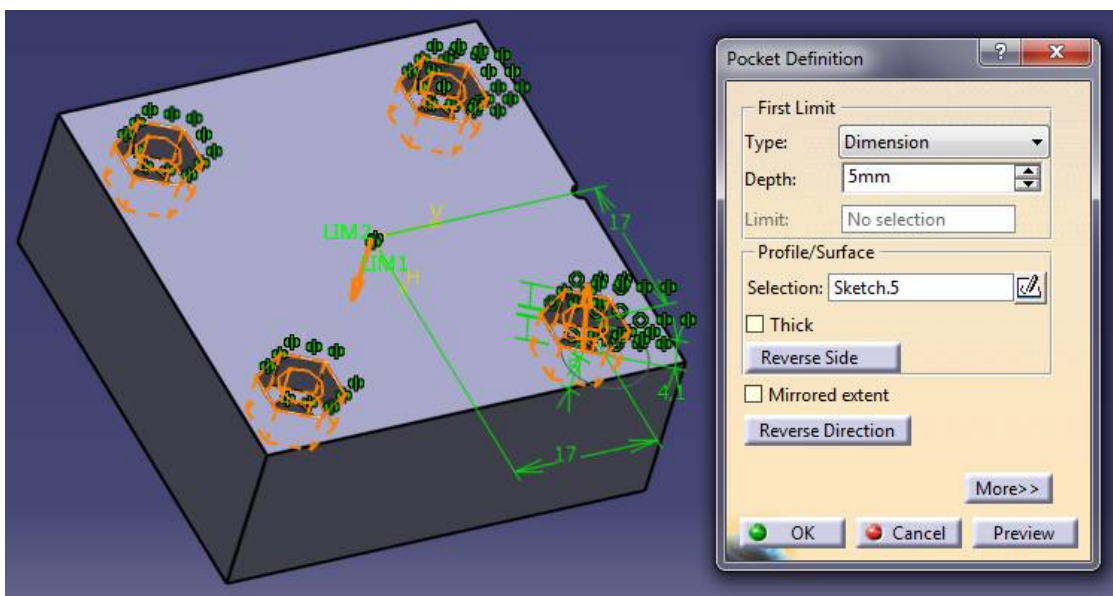 LIM2
LIM1
V
H
17
17
4,1
Pocket Definition
?
X
First Limit
Type:
Dimension
Depth:
5mm
Limit:
No selection
Profile/Surface
Selection:
Sketch.5
Thick
Reverse Side
Mirrored extent
Reverse Direction
More>>
OK
Cancel
Preview